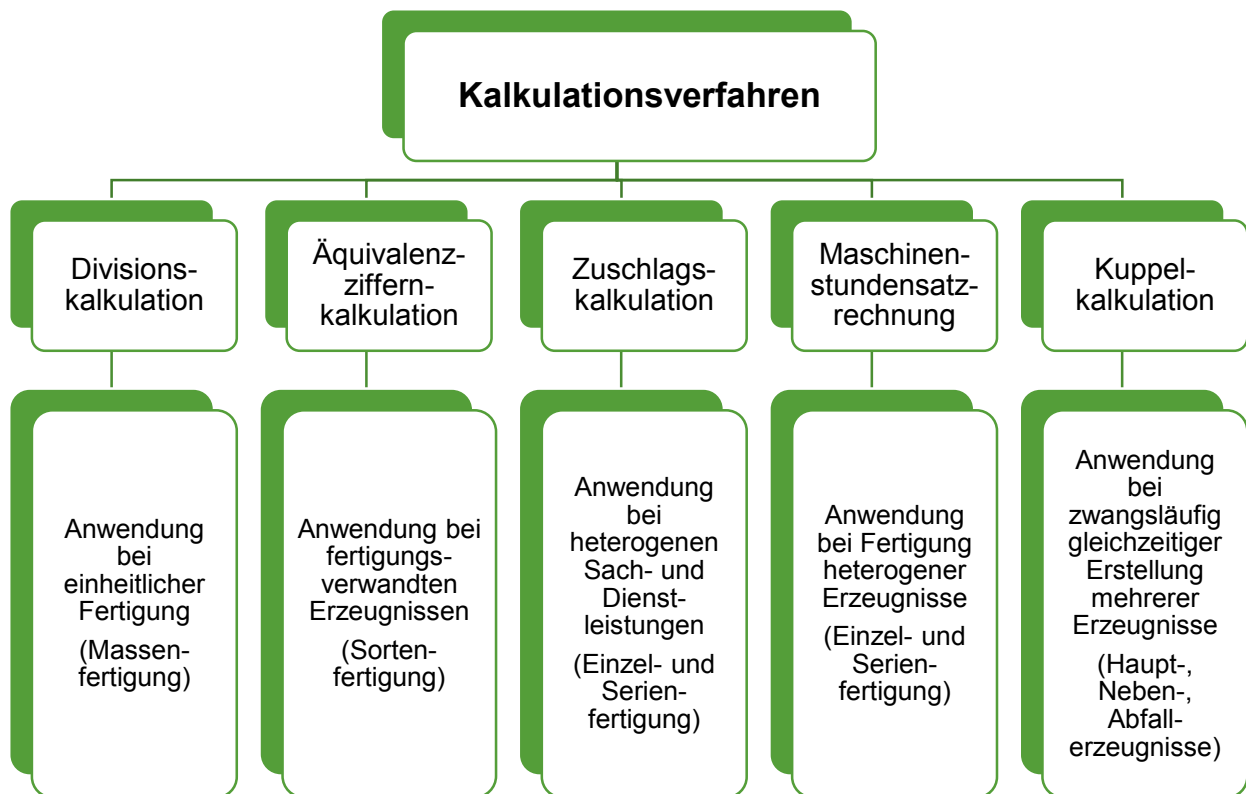 Kalkulationsverfahren
Divisions-
kalkulation
Äquivalenz-
ziffern-
kalkulation
Zuschlags-
kalkulation
Maschinen-
stundensatz-
rechnung
Kuppel-
kalkulation
Anwendung
bei
einheitlicher
Fertigung
(Massen-
fertigung)
Anwendung bei
fertigungs-
verwandten
Erzeugnissen
(Sorten-
fertigung)
Anwendung
bei
heterogenen
Sach- und
Dienst-
leistungen
(Einzel- und
Serien-
fertigung)
Anwendung
bei Fertigung
heterogener
Erzeugnisse
(Einzel- und
Serien-
fertigung)
Anwendung
bei
zwangsläufig
gleichzeitiger
Erstellung
mehrerer
Erzeugnisse
(Haupt-,
Neben-,
Abfall-
erzeugnisse)